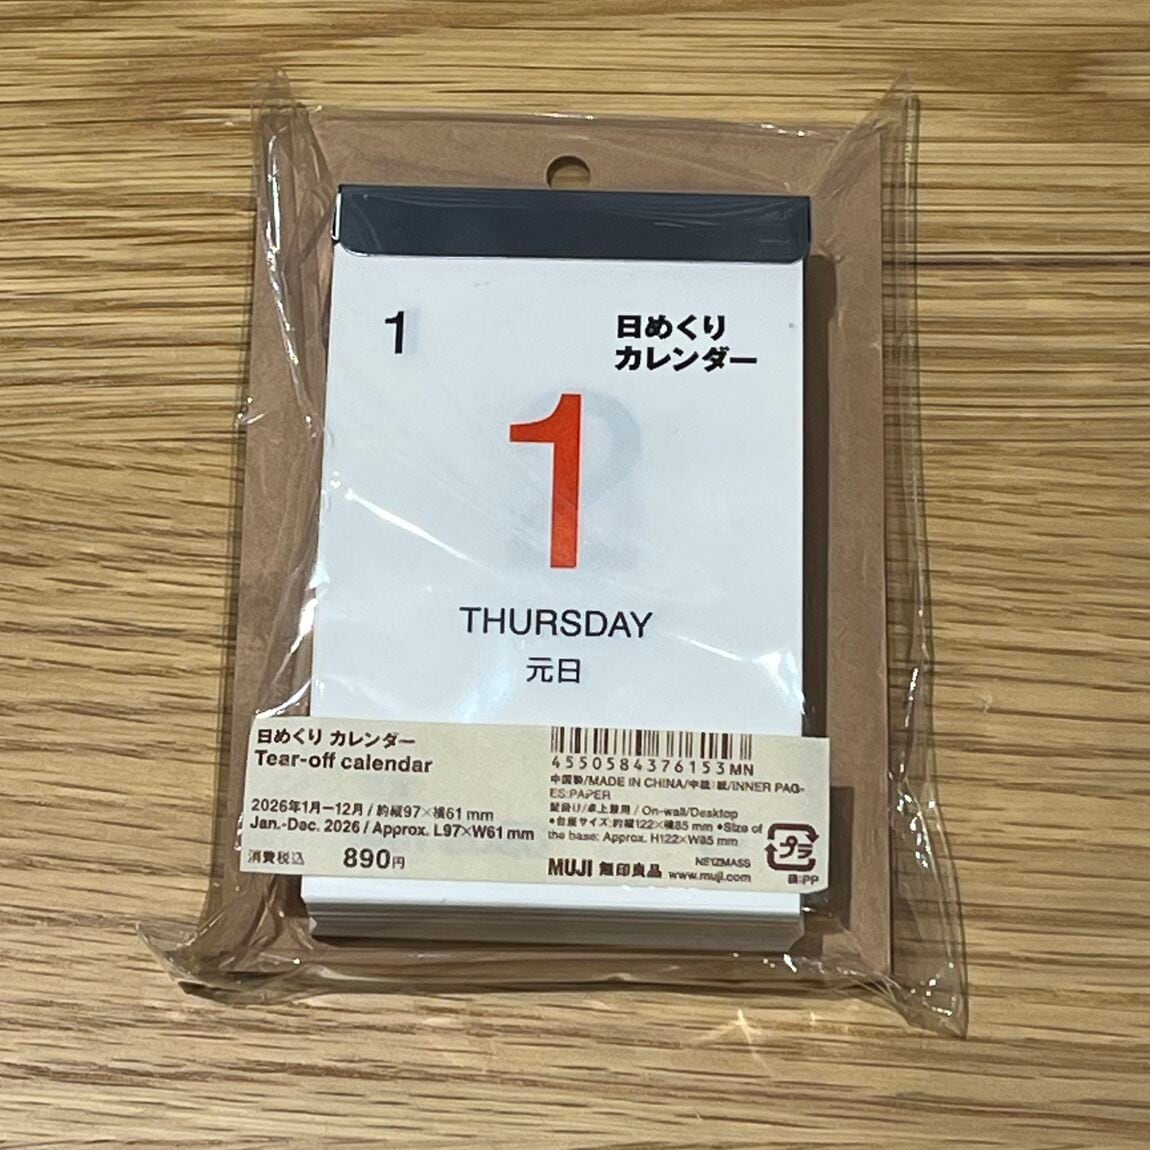 1
日めくり
カレンダー
1
THURSDAY
元日
日めくり カレンダー
Tear-off calendar
2026年1月ー12月 / 約縦97×横61 mm
Jan.-Dec. 2026 / Approx. L97×W61 mm
消費税込 890円
4550584376153 MN
中国製/MADE IN CHINA/中紙:紙/INNER PAG-
ES:PAPER
壁掛け/卓上兼用 / On-wall/Desktop
•台座サイズ:約縦122×横85 mm •Size of
the base: Approx. H122×W85 mm
MUJI 無印良品 www.muji.com
プラ
袋:PP